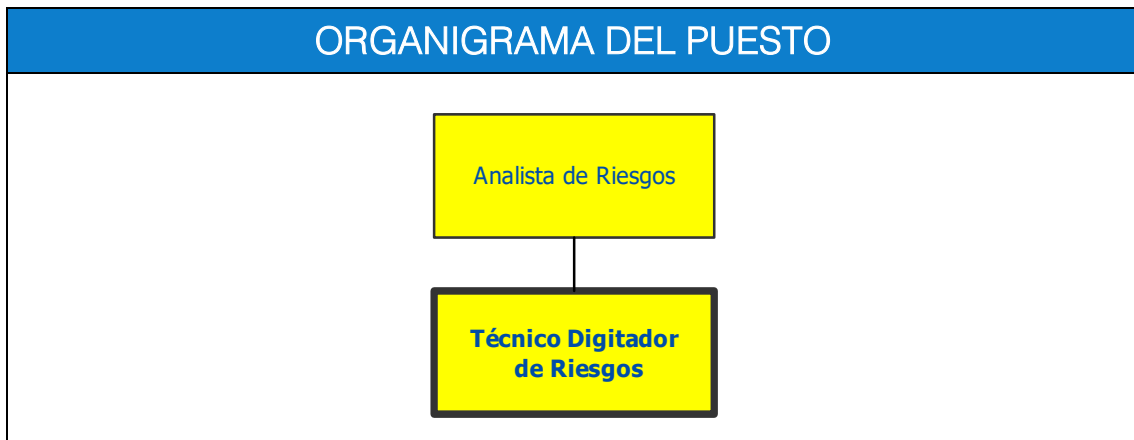 ORGANIGRAMA DEL PUESTO
Analista de Riesgos
Técnico Digitador
de Riesgos